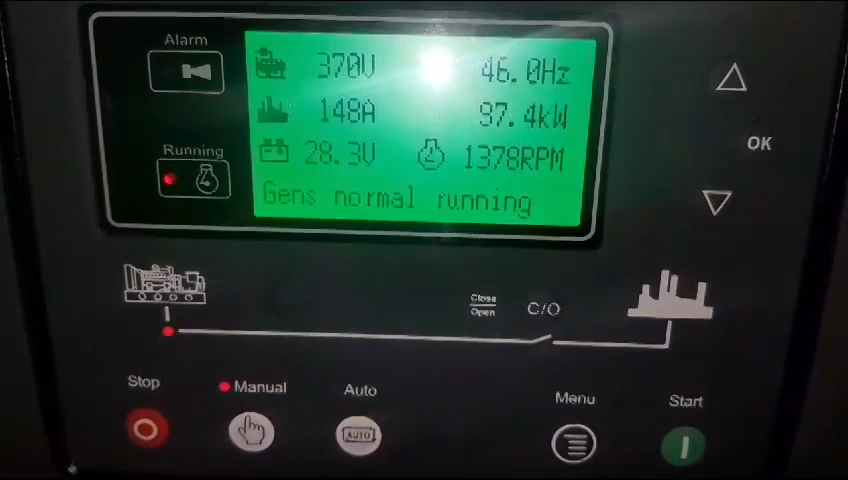 Alarm
370V 46.0Hz
148A 97.4kW
Running
28.3V 1378RPM
Gens normal running
OK
Close
Open
C/O
Stop
Manual
Auto
AUTO
Menu
Start